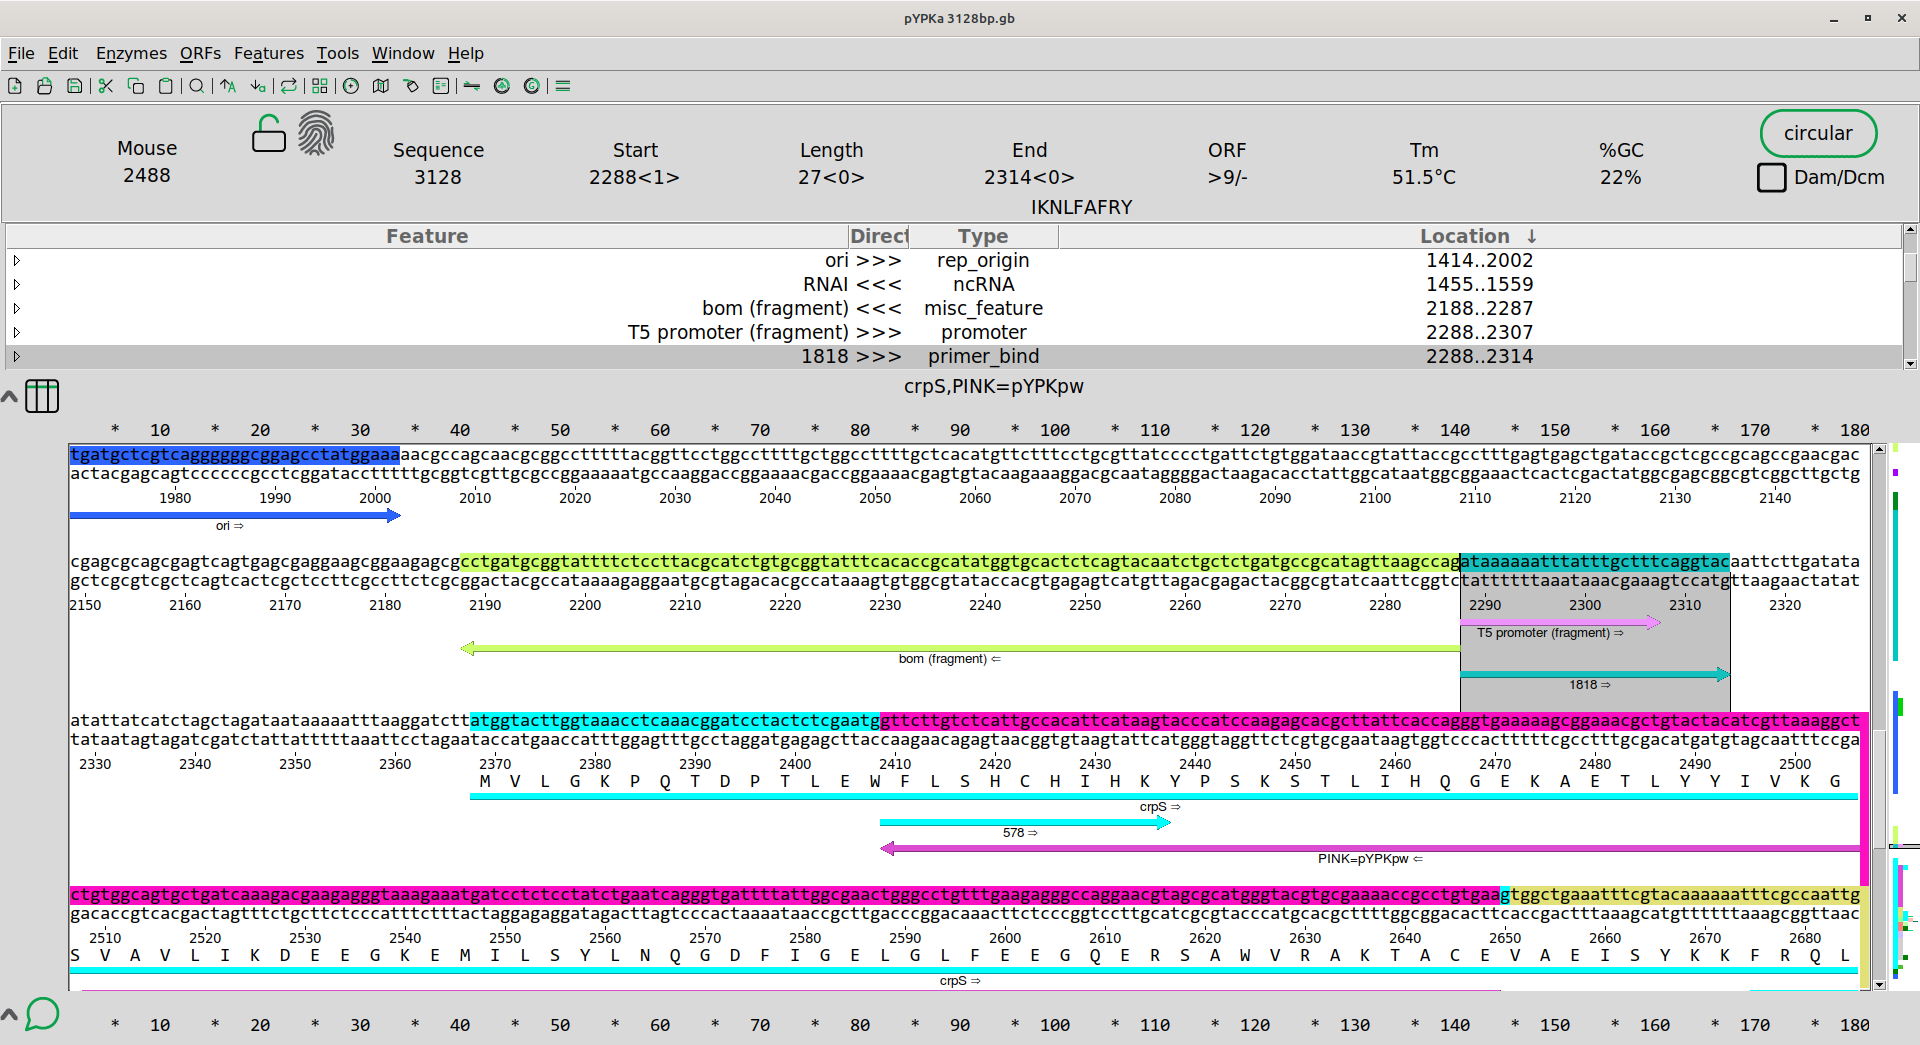 pYPKa 3128bp.gb
File Edit Enzymes ORFs Features Tools Window Help
Mouse Sequence Start Length End ORF Tm %GC circular
2488 3128 2288<1> 27<0> 2314<0> >9/- 51.5°C 22% Dam/Dcm
IKNLFAFRY
Feature Direct Type Location ↓
ori >>> rep_origin 1414..2002
RNAI <<< ncRNA 1455..1559
bom (fragment) <<< misc_feature 2188..2287
T5 promoter (fragment) >>> promoter 2288..2307
1818 >>> primer_bind 2288..2314
crpS,PINK=pYPKpw
* 10 * 20 * 30 * 40 * 50 * 60 * 70 * 80 * 90 * 100 * 110 * 120 * 130 * 140 * 150 * 160 * 170 * 180
tgatgctcgtcaggggggcggagcctatggaaaaacgccagcaacgcggcctttttacggttcctggccttttgctggccttttgctcacatgttctttcctgcgttatcccctgattctgtggataaccgtattaccgcctttgagtgagctgataccgctcgccgcagccgaacgac
actacgagcagtccccccgcctcggatacctttttgcggtcgttgcgccggaaaaatgccaaggaccggaaaacgaccggaaaacgagtgtacaagaaaggacgcaataggggactaagacacctattggcataatggcggaaactcactcgactatggcgagcggcgtcggcttgctg
1980 1990 2000 2010 2020 2030 2040 2050 2060 2070 2080 2090 2100 2110 2120 2130 2140
ori ⇒
cgagcgcagcgagtcagtgagcgaggaagcggaagagcgcctgatgcggtattttctccttacgcatctgtgcggtatttcacaccgcatatggtgcactctcagtacaatctgctctgatgccgcatagttaagccagataaaaaatttatttgctttcaggtacaattcttgatata
gctcgcgtcgctcagtcactcgctccttcgccttctcgcggactacgccataaaagaggaatgcgtagacacgccataaagtgtggcgtataccacgtgagagtcatgttagacgagactacggcgtatcaattcggtctattttttaaataaacgaaagtccatgttaagaactatat
2150 2160 2170 2180 2190 2200 2210 2220 2230 2240 2250 2260 2270 2280 2290 2300 2310 2320
T5 promoter (fragment) ⇒
bom (fragment) ⇐
1818 ⇒
atattatcatctagctagataataaaaatttaaggatcttatggtacttggtaaacctcaaacggatcctactctcgaatggttcttgtctcattgccacattcataagtacccatccaagagcacgcttattcaccagggtgaaaaagcggaaacgctgtactacatcgttaaaggct
tataatagtagatcgatctattatttttaaattcctagaataccatgaaccatttggagtttgcctaggatgagagcttaccaagaacagagtaacggtgtaagtattcatgggtaggttctcgtgcgaataagtggtcccactttttcgcctttgcgacatgatgtagcaatttccga
2330 2340 2350 2360 2370 2380 2390 2400 2410 2420 2430 2440 2450 2460 2470 2480 2490 2500
M V L G K P Q T D P T L E W F L S H C H I H K Y P S K S T L I H Q G E K A E T L Y Y I V K G
crpS ⇒
578 ⇒
PINK=pYPKpw ⇐
ctgtggcagtgctgatcaaagacgaagagggtaaagaaatgatcctctcctatctgaatcagggtgattttattggcgaactgggcctgtttgaagagggccaggaacgtagcgcatgggtacgtgcgaaaaccgcctgtgaagtggctgaaatttcgtacaaaaaatttcgccaattg
gacaccgtcacgactagtttctgcttctcccatttctttactaggagaggatagacttagtcccactaaaataaccgcttgacccggacaaacttctcccggtccttgcatcgcgtacccatgcacgcttttggcggacacttcaccgactttaaagcatgttttttaaagcggttaac
2510 2520 2530 2540 2550 2560 2570 2580 2590 2600 2610 2620 2630 2640 2650 2660 2670 2680
S V A V L I K D E E G K E M I L S Y L N Q G D F I G E L G L F E E G Q E R S A W V R A K T A C E V A E I S Y K K F R Q L
crpS ⇒
* 10 * 20 * 30 * 40 * 50 * 60 * 70 * 80 * 90 * 100 * 110 * 120 * 130 * 140 * 150 * 160 * 170 * 180